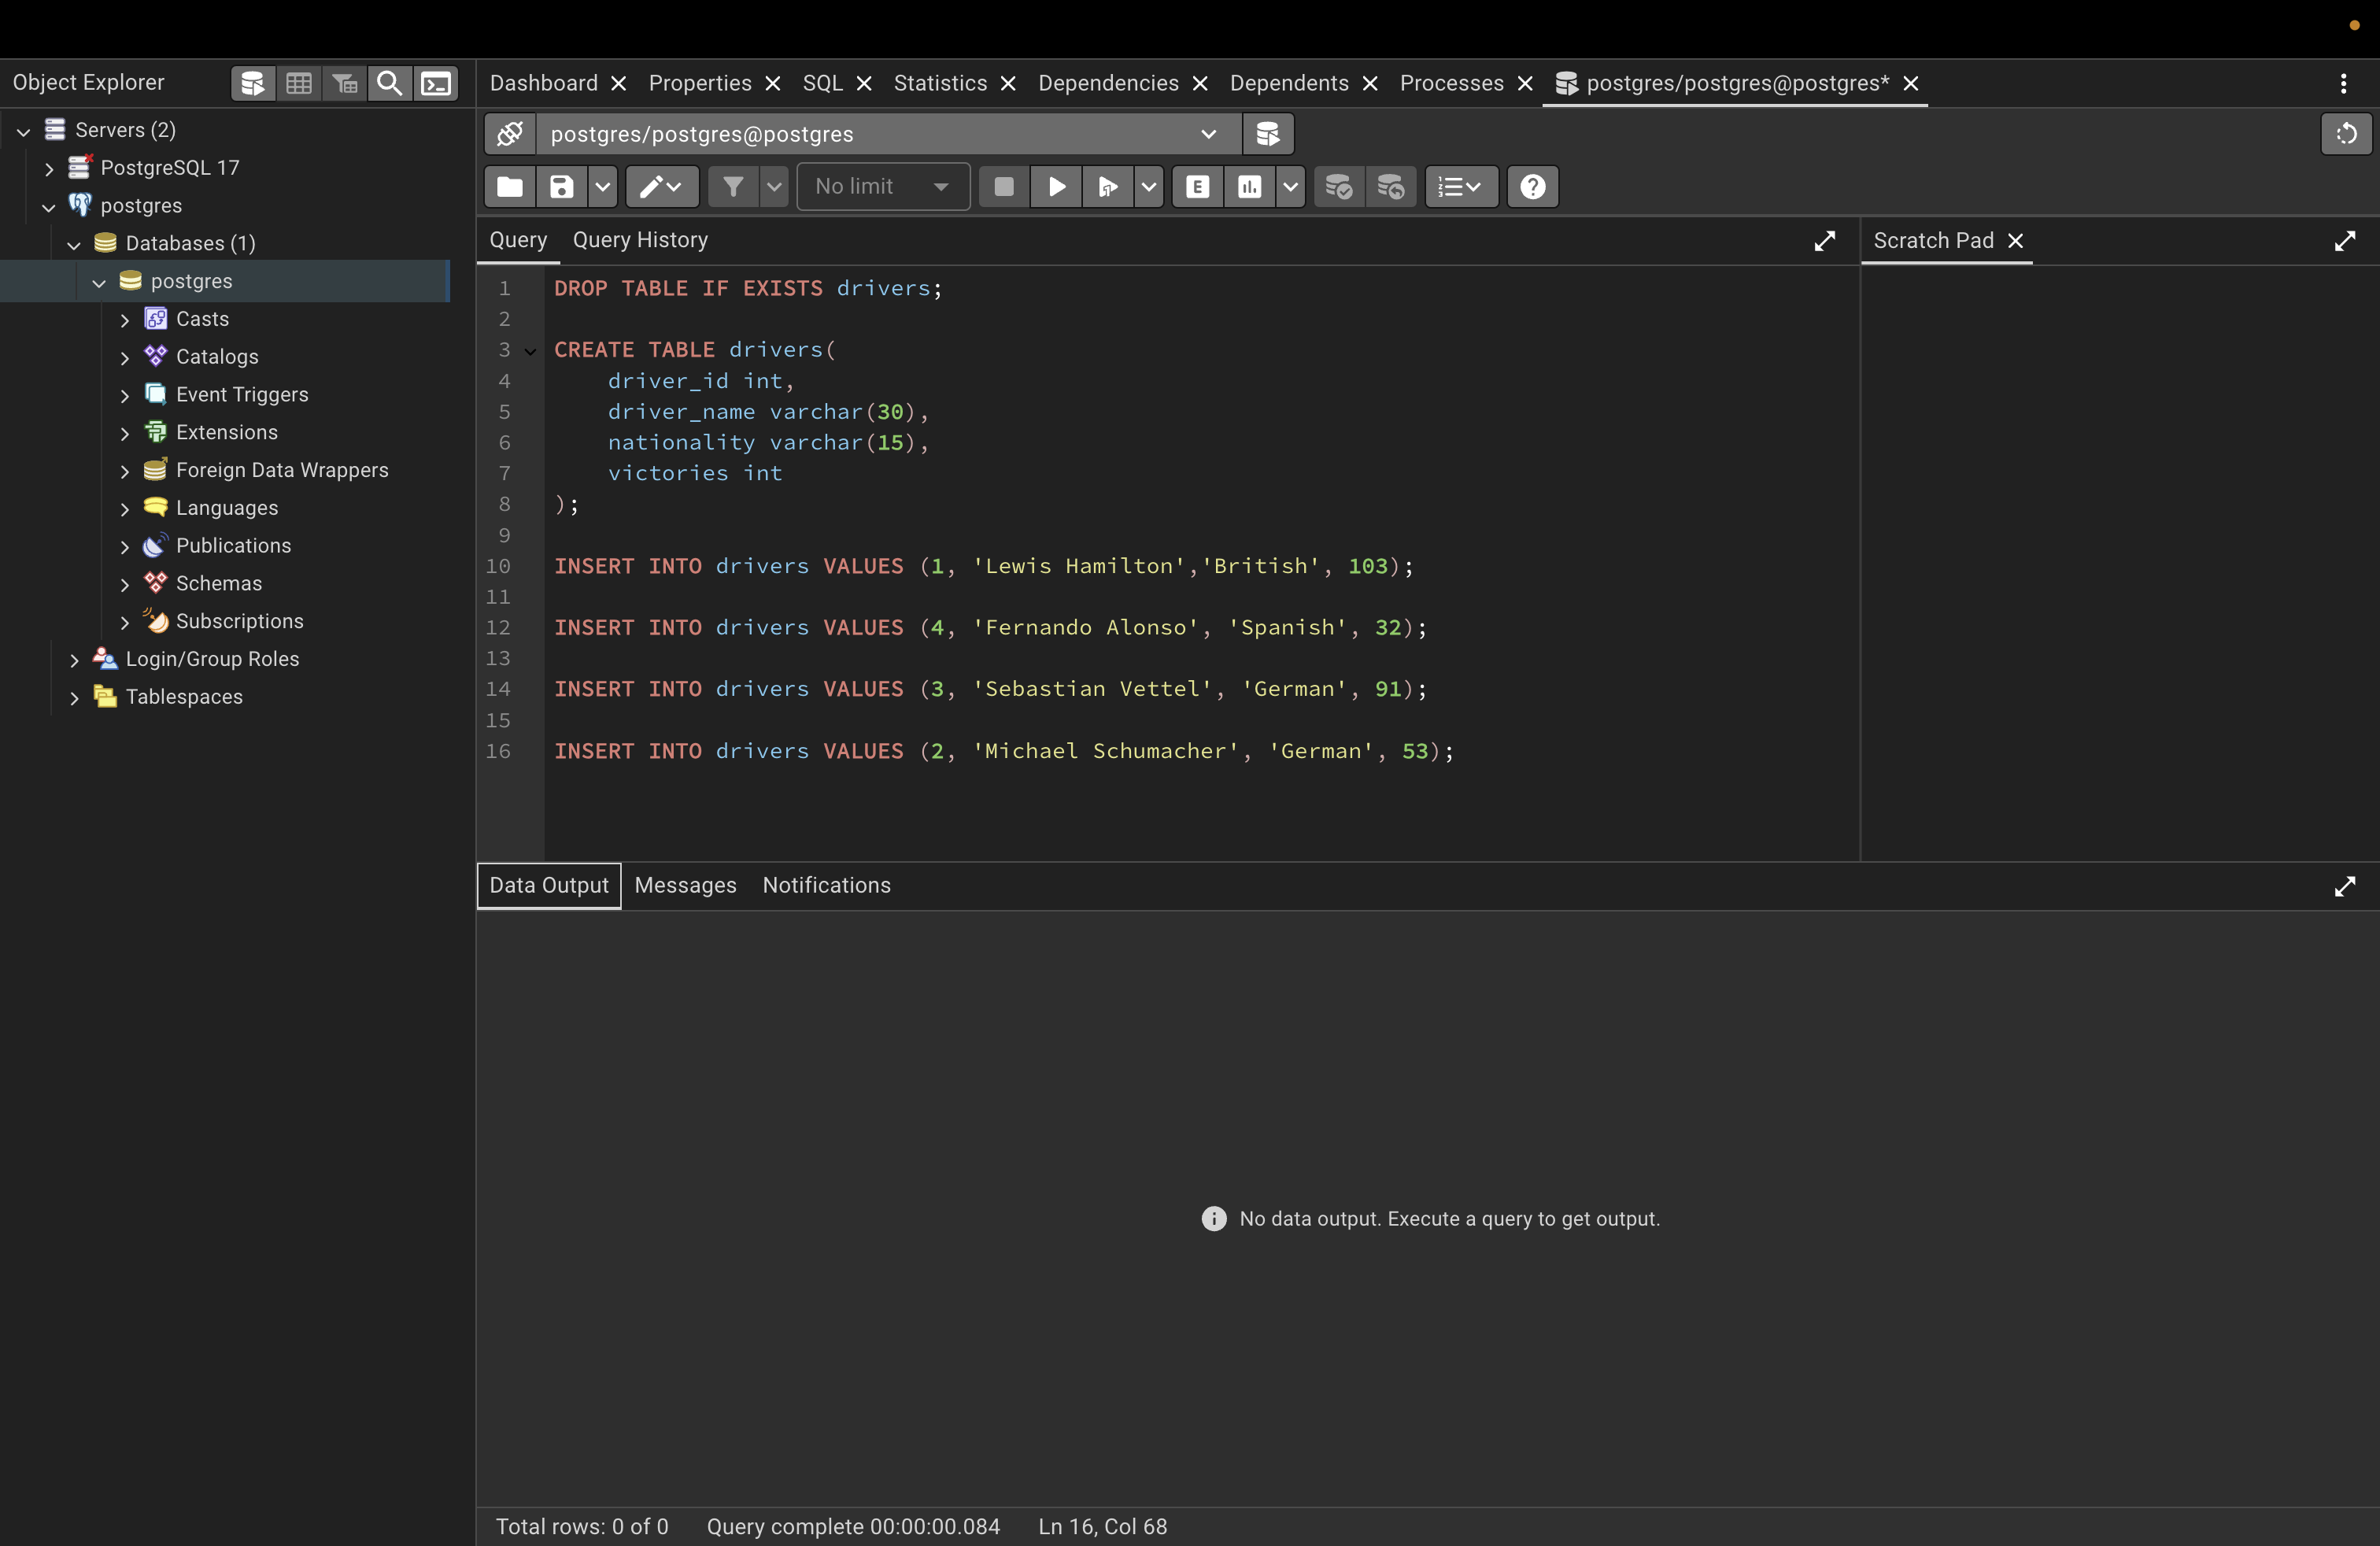 Object Explorer
Dashboard Properties SQL Statistics Dependencies Dependents Processes postgres/postgres@postgres*
Servers (2)
PostgreSQL 17
postgres
Databases (1)
postgres
Casts
Catalogs
Event Triggers
Extensions
Foreign Data Wrappers
Languages
Publications
Schemas
Subscriptions
Login/Group Roles
Tablespaces
postgres/postgres@postgres
No limit
E
Query Query History
Scratch Pad
1 DROP TABLE IF EXISTS drivers;
2
3 CREATE TABLE drivers(
4 driver_id int,
5 driver_name varchar(30),
6 nationality varchar(15),
7 victories int
8 );
9
10 INSERT INTO drivers VALUES (1, 'Lewis Hamilton','British', 103);
11
12 INSERT INTO drivers VALUES (4, 'Fernando Alonso', 'Spanish', 32);
13
14 INSERT INTO drivers VALUES (3, 'Sebastian Vettel', 'German', 91);
15
16 INSERT INTO drivers VALUES (2, 'Michael Schumacher', 'German', 53);
Data Output Messages Notifications
No data output. Execute a query to get output.
Total rows: 0 of 0 Query complete 00:00:00.084 Ln 16, Col 68